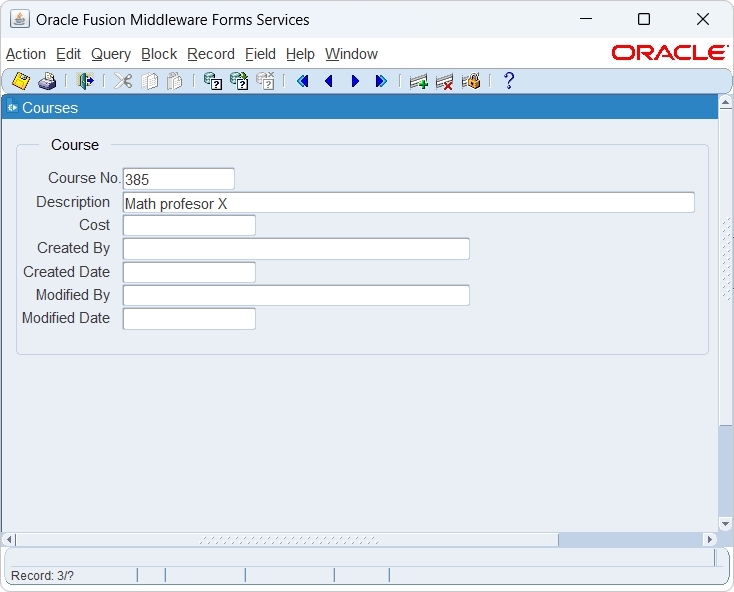 Oracle Fusion Middleware Forms Services
Action Edit Query Block Record Field Help Window ORACLE
Courses
Course
Course No. 385
Description Math profesor X
Cost
Created By
Created Date
Modified By
Modified Date
Record: 3/?